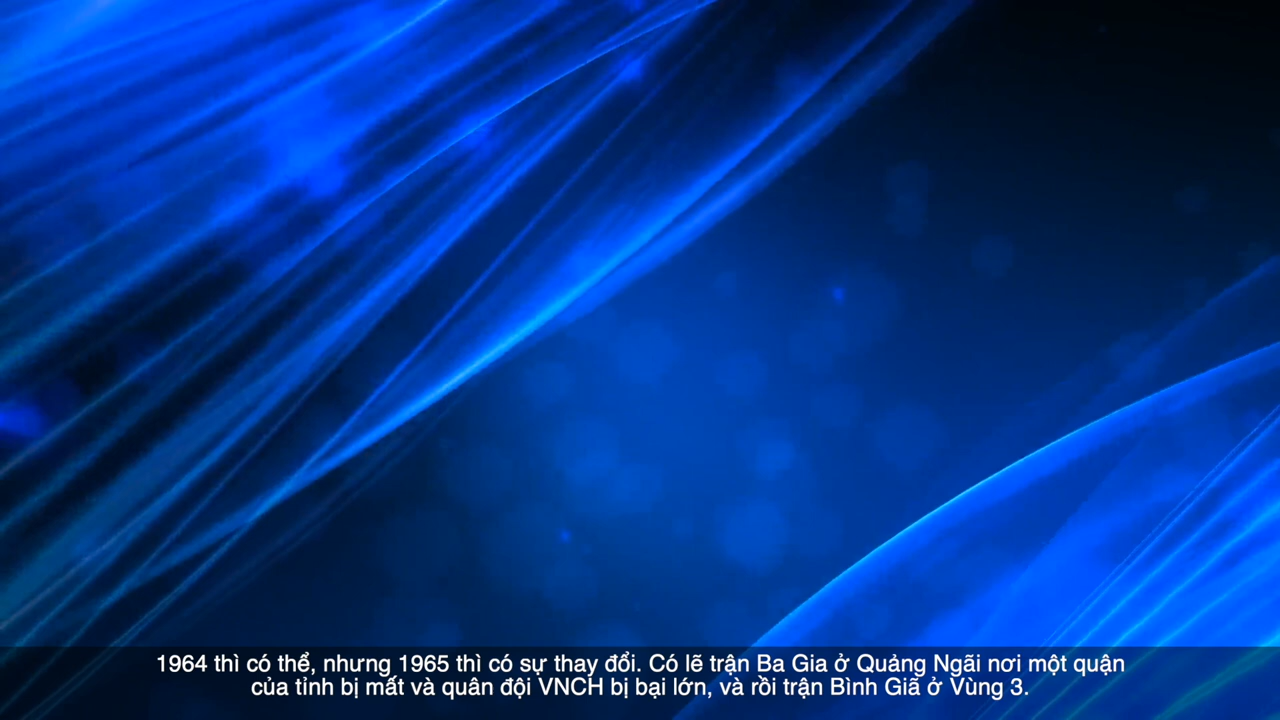 1964 thì có thể, nhưng 1965 thì có sự thay đổi. Có lẽ trận Ba Gia ở Quảng Ngãi nơi một quận
của tỉnh bị mất và quân đội VNCH bị bại lớn, và rồi trận Bình Giã ở Vùng 3.